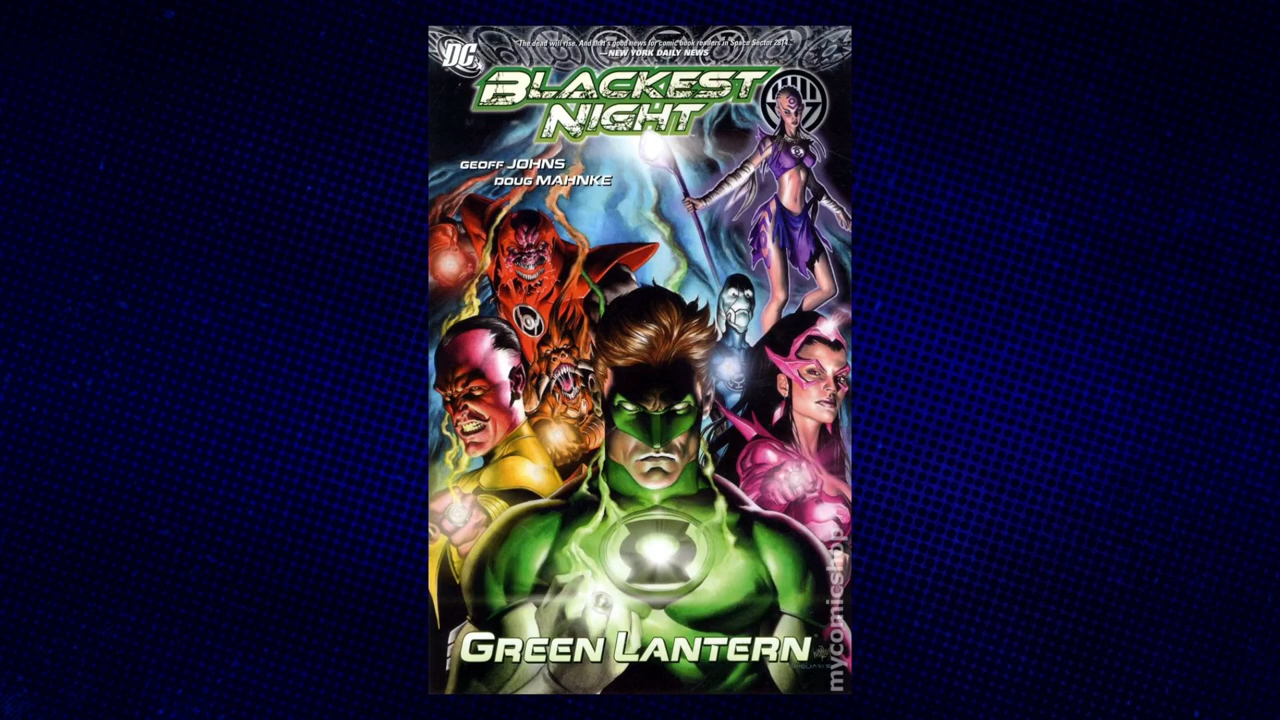 DC
"The dead will rise. And that's good news for comic book readers in Space Sector 2814."
—NEW YORK DAILY NEWS
BLACKEST
NIGHT
GEOFF JOHNS
DOUG MAHNKE
GREEN LANTERN
mycomicshop